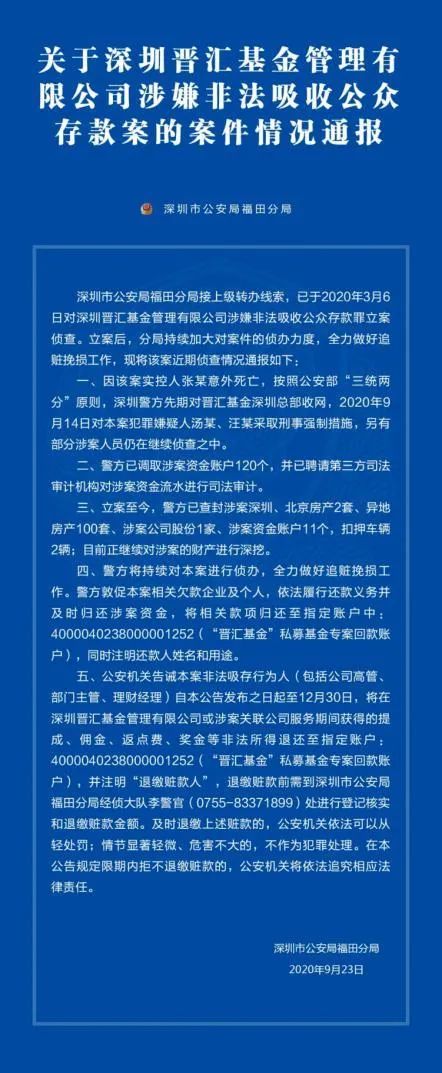 关于深圳晋汇基金管理有
限公司涉嫌非法吸收公众
存款案的案件情况通报
深圳市公安局福田分局
深圳市公安局福田分局接上级转办线索，已于2020年3月6
日对深圳晋汇基金管理有限公司涉嫌非法吸收公众存款罪立案
侦查。立案后，分局持续加大对案件的侦办力度，全力做好追
赃挽损工作，现将该案近期侦查情况通报如下：
一、因该案实控人张某意外死亡，按照公安部“三统两
分”原则，深圳警方先期对晋汇基金深圳总部收网，2020年9
月14日对本案犯罪嫌疑人汤某、汪某采取刑事强制措施，另有
部分涉案人员仍在继续侦查之中。
二、警方已调取涉案资金账户120个，并已聘请第三方司法
审计机构对涉案资金流水进行司法审计。
三、立案至今，警方已查封涉案深圳、北京房产2套、异地
房产100套、涉案公司股份1家、涉案资金账户11个，扣押车辆
2辆；目前正继续对涉案的财产进行深挖。
四、警方将持续对本案进行侦办，全力做好追赃挽损工
作。警方敦促本案相关欠款企业及个人，依法履行还款义务并
及时归还涉案资金，将相关款项归还至指定账户中：
4000040238000001252（“晋汇基金”私募基金专案回款账
户），同时注明还款人姓名和用途。
五、公安机关告诫本案非法吸存行为人（包括公司高管、
部门主管、理财经理）自本公告发布之日起至12月30日，将在
深圳晋汇基金管理有限公司或涉案关联公司服务期间获得的提
成、佣金、返点费、奖金等非法所得退还至指定账户：
4000040238000001252（“晋汇基金”私募基金专案回款账
户），并注明“退缴赃款人”，退缴赃款前需到深圳市公安局
福田分局经侦大队李警官（0755-83371899）处进行登记核实
和退缴赃款金额。及时退缴上述赃款的，公安机关依法可以从
轻处罚；情节显著轻微、危害不大的，不作为犯罪处理。在本
公告规定限期内拒不退缴赃款的，公安机关将依法追究相应法
律责任。
深圳市公安局福田分局
2020年9月23日